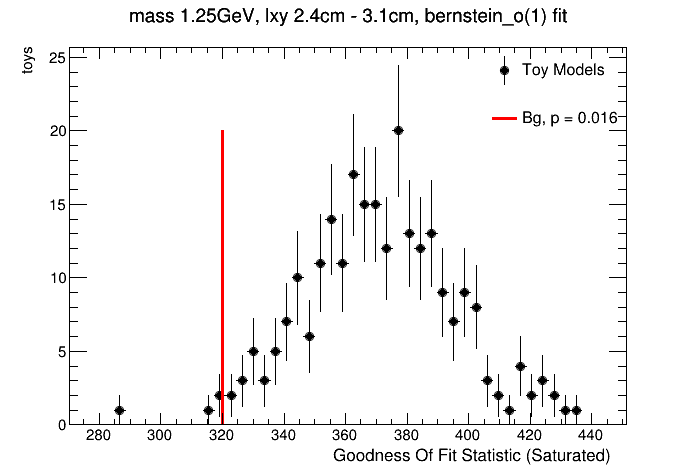 mass 1.25GeV, lxy 2.4cm - 3.1cm, bernstein_o(1) fit
toys
25
20
15
10
5
0
Toy Models
Bg, p = 0.016
280 300 320 340 360 380 400 420 440
Goodness Of Fit Statistic (Saturated)